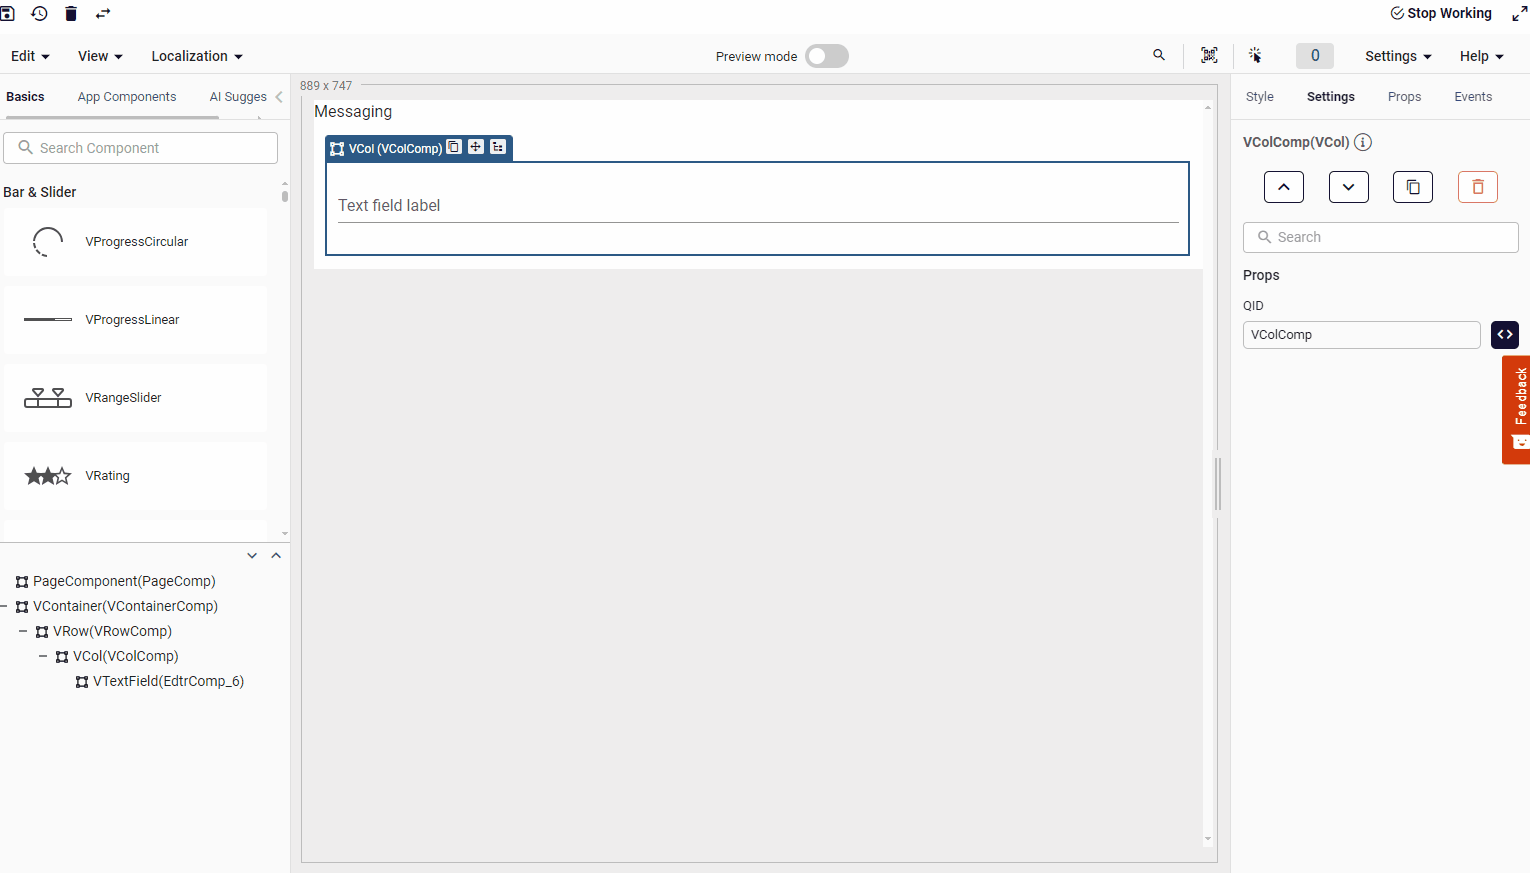 Stop Working
Edit View Localization Preview mode 0 Settings Help
Basics App Components AI Sugges
889 x 747
Style Settings Props Events
Messaging
VColComp(VCol)
Search Component
VCol (VColComp)
Bar & Slider
Text field label
VProgressCircular
Search
Props
QID
VProgressLinear
VColComp
VRangeSlider
Feedback
VRating
PageComponent(PageComp)
VContainer(VContainerComp)
VRow(VRowComp)
VCol(VColComp)
VTextField(EdtrComp_6)